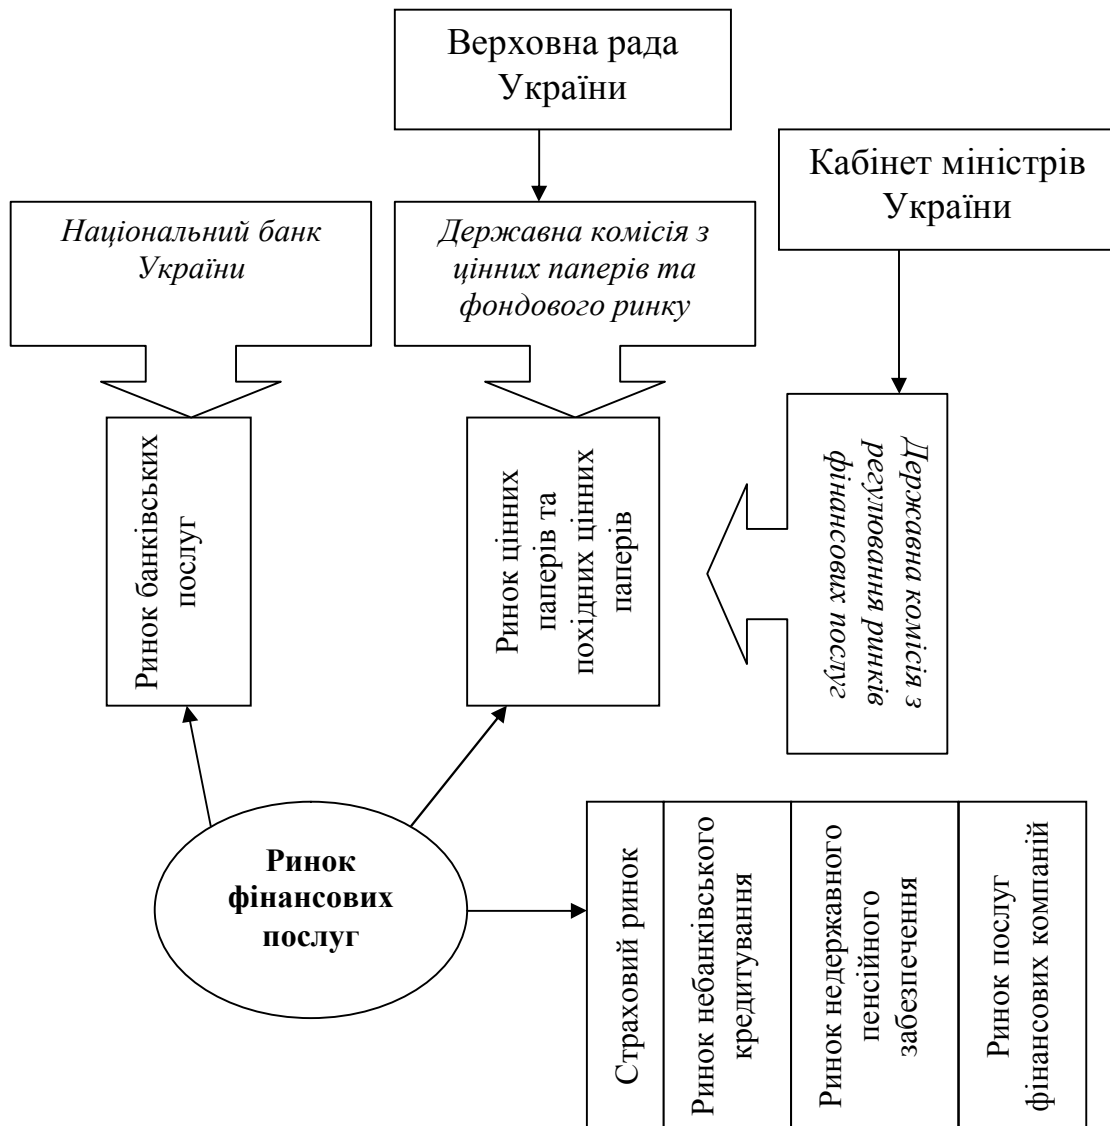 Верховна рада
України
Кабінет міністрів
України
Національний банк
України
Державна комісія з
цінних паперів та
фондового ринку
Ринок банківських
послуг
Ринок цінних
паперів та
похідних цінних
паперів
Державна комісія з
регулювання ринків
фінансових послуг
Ринок
фінансових
послуг
Страховий ринок
Ринок небанківського
кредитування
Ринок недержавного
пенсійного
забезпечення
Ринок послуг
фінансових компаній